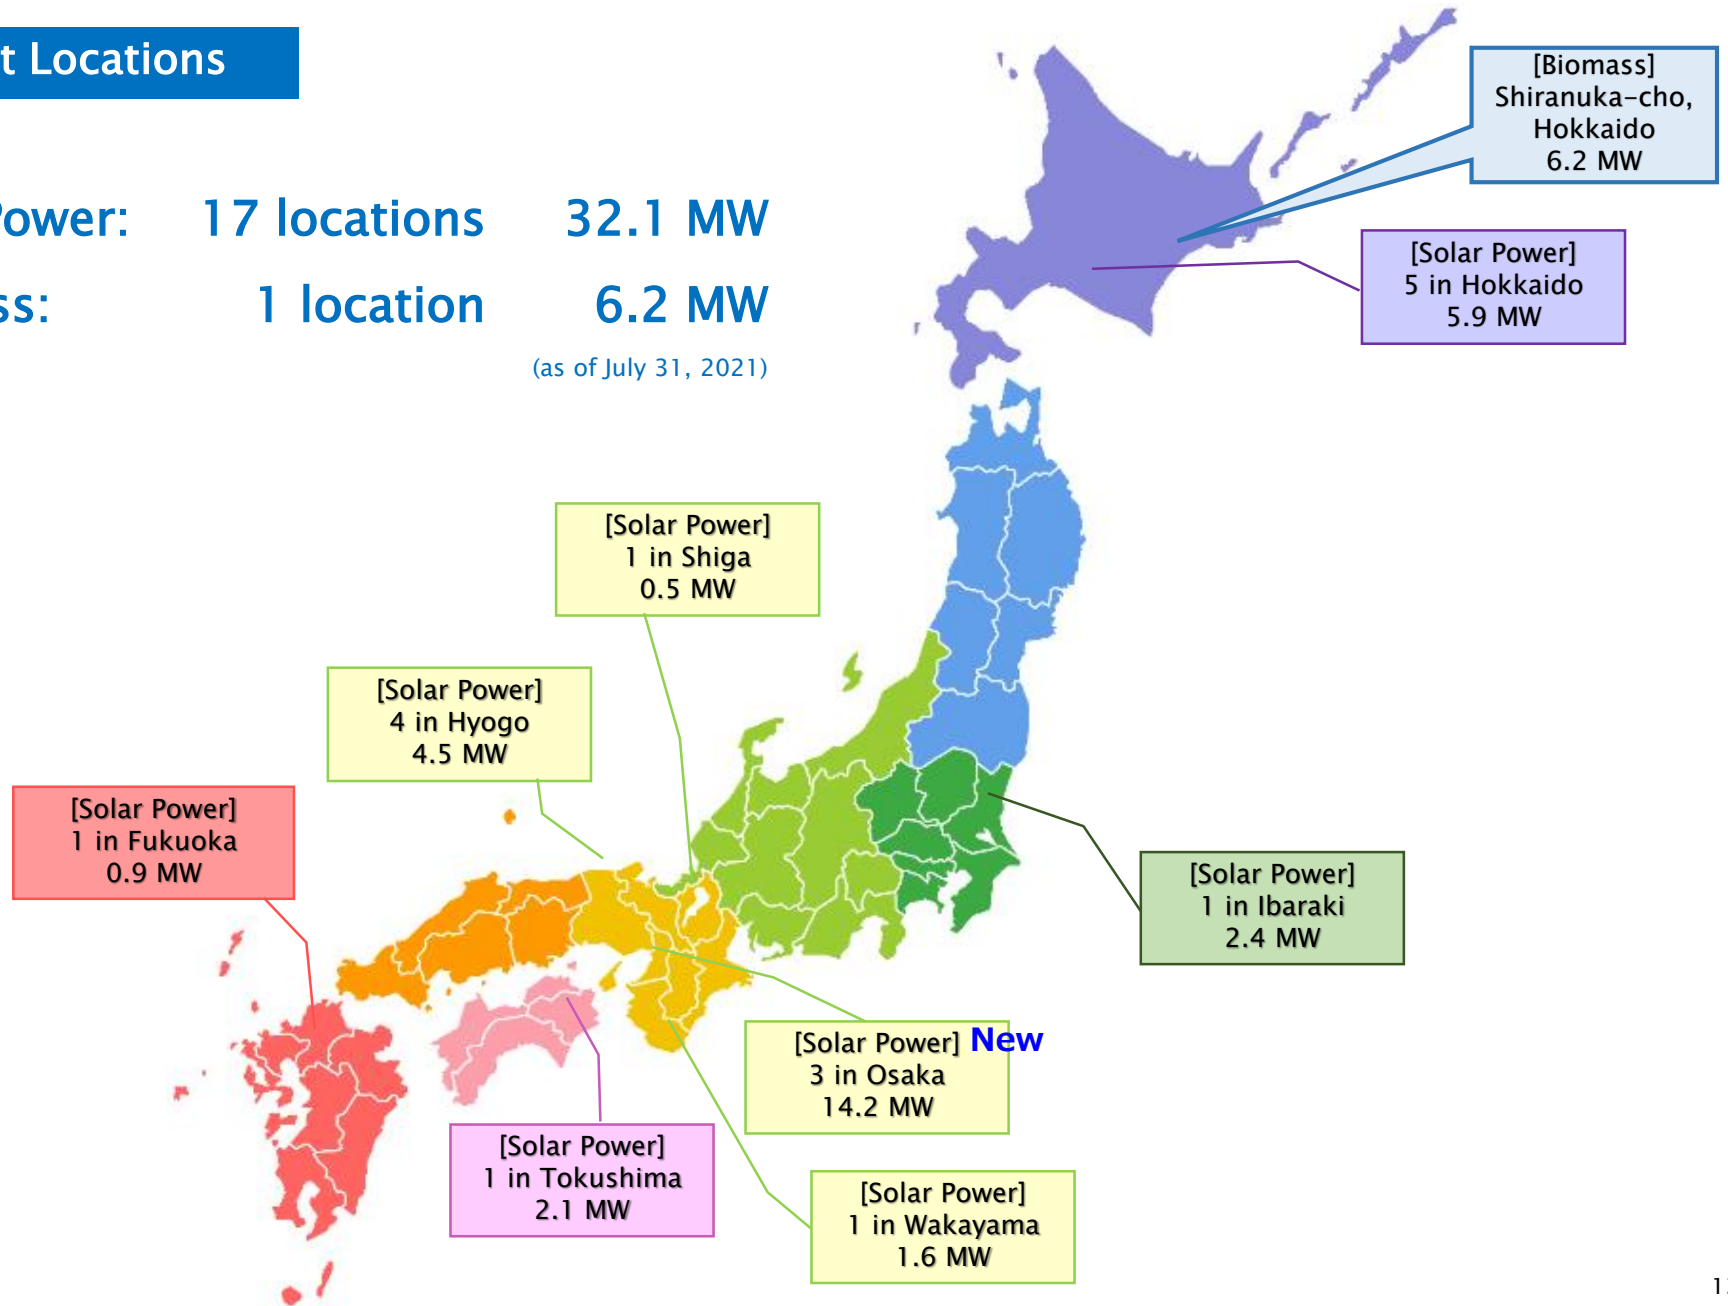 t Locations
Power: 17 locations 32.1 MW
ss: 1 location 6.2 MW
(as of July 31, 2021)
[Biomass]
Shiranuka-cho,
Hokkaido
6.2 MW
[Solar Power]
5 in Hokkaido
5.9 MW
[Solar Power]
1 in Shiga
0.5 MW
[Solar Power]
4 in Hyogo
4.5 MW
[Solar Power]
1 in Fukuoka
0.9 MW
[Solar Power]
1 in Ibaraki
2.4 MW
[Solar Power] New
3 in Osaka
14.2 MW
[Solar Power]
1 in Tokushima
2.1 MW
[Solar Power]
1 in Wakayama
1.6 MW